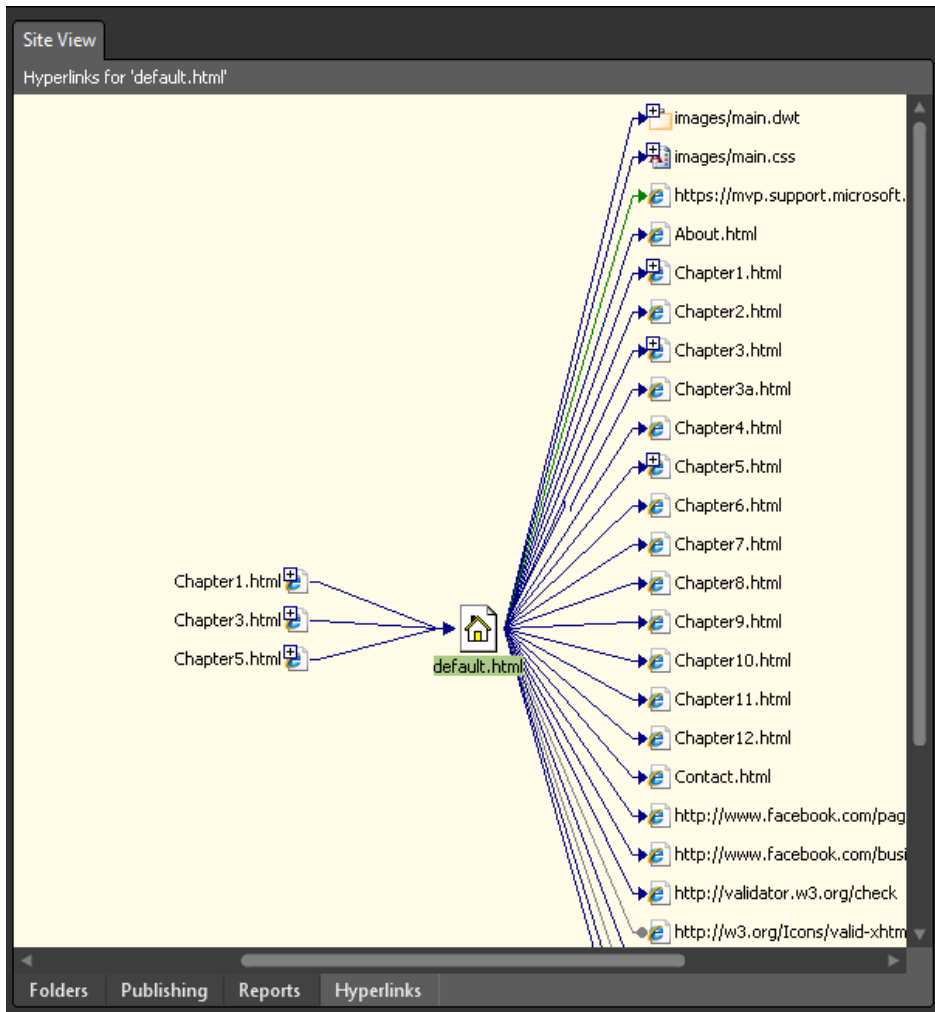 Site View
Hyperlinks for 'default.html'
images/main.dwt
images/main.css
https://mvp.support.microsoft.
About.html
Chapter1.html
Chapter2.html
Chapter3.html
Chapter3a.html
Chapter4.html
Chapter5.html
Chapter6.html
Chapter7.html
Chapter8.html
Chapter9.html
Chapter10.html
Chapter11.html
Chapter12.html
Contact.html
http://www.facebook.com/pag
http://www.facebook.com/busi
http://validator.w3.org/check
http://w3.org/Icons/valid-xhtm
Chapter1.html
Chapter3.html
Chapter5.html
default.html
Folders Publishing Reports Hyperlinks